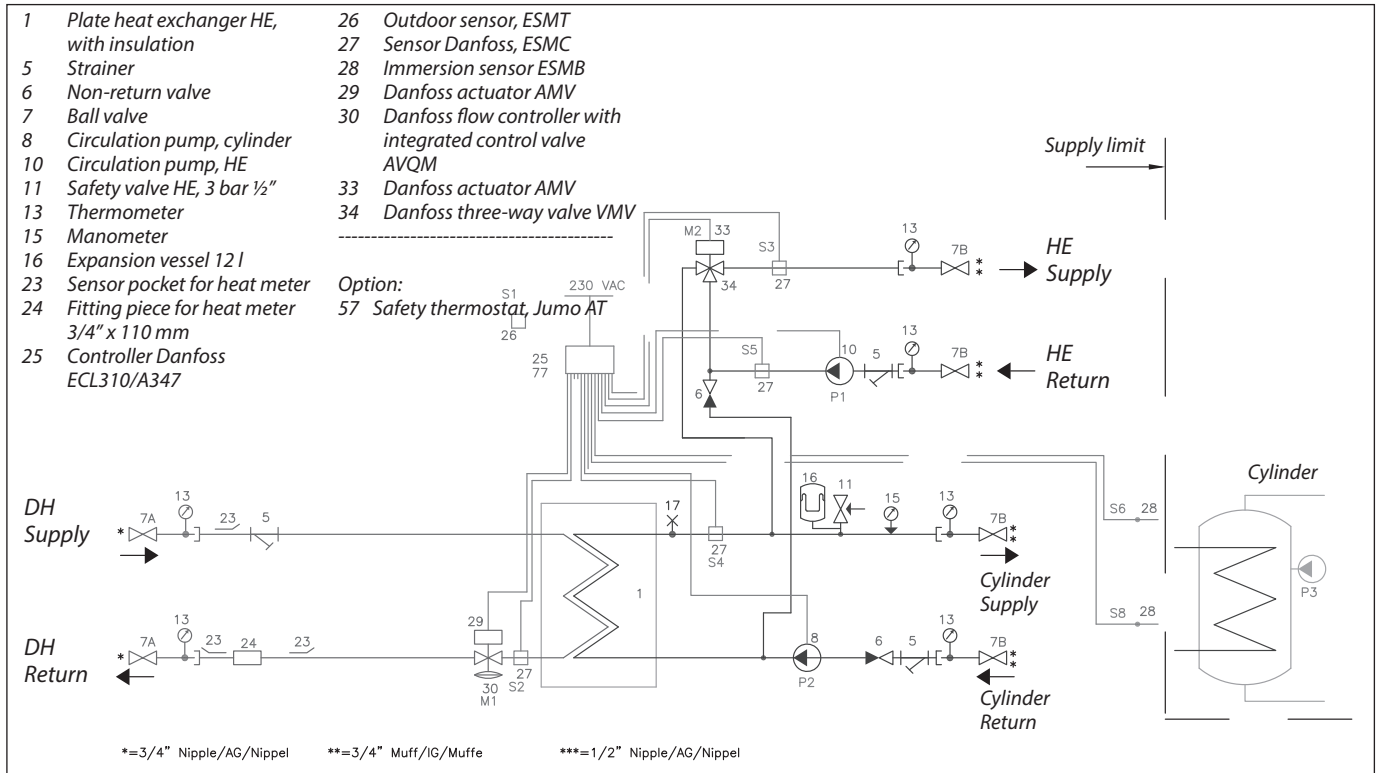 1 Plate heat exchanger HE,
with insulation
5 Strainer
6 Non-return valve
7 Ball valve
8 Circulation pump, cylinder
10 Circulation pump, HE
11 Safety valve HE, 3 bar ½”
13 Thermometer
15 Manometer
16 Expansion vessel 12 l
23 Sensor pocket for heat meter
24 Fitting piece for heat meter
3/4” x 110 mm
25 Controller Danfoss
ECL310/A347
26 Outdoor sensor, ESMT
27 Sensor Danfoss, ESMC
28 Immersion sensor ESMB
29 Danfoss actuator AMV
30 Danfoss flow controller with
integrated control valve
AVQM
33 Danfoss actuator AMV
34 Danfoss three-way valve VMV
-----------------------------------------
Option:
57 Safety thermostat, Jumo AT
Supply limit
M2 33
S3
13
7B
**
HE
Supply
34
27
S1
230 VAC
26
25
77
S5
10
5
13
7B
**
HE
Return
27
P1
6
Cylinder
DH
Supply
* 7A
13
23
5
17
27
S4
16
11
15
13
7B
**
Cylinder
Supply
S6 28
P3
S8 28
1
DH
Return
* 7A
13
23
24
23
29
30
M1
27
S2
8
P2
6
5
13
7B
**
Cylinder
Return
*=3/4” Nipple/AG/Nippel **=3/4” Muff/IG/Muffe ***=1/2” Nipple/AG/Nippel